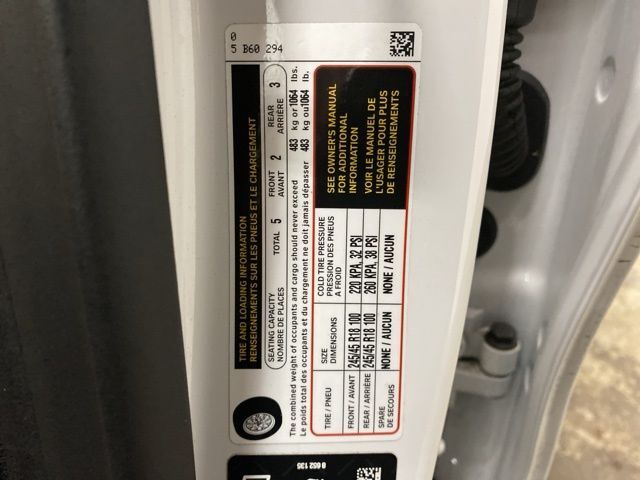 0
5 B60 294
TIRE AND LOADING INFORMATION
RENSEIGNEMENTS SUR LES PNEUS ET LE CHARGEMENT
SEATING CAPACITY
NOMBRE DE PLACES
TOTAL 5
FRONT
AVANT
2
REAR
ARRIÈRE
3
The combined weight of occupants and cargo should never exceed 483 kg or 1064 lbs.
Le poids total des occupants et du chargement ne doit jamais dépasser 483 kg ou 1064 lb.
TIRE / PNEU
SIZE
DIMENSIONS
COLD TIRE PRESSURE
PRESSION DES PNEUS
A FROID
FRONT / AVANT 245/45 R18 100 220 KPA, 32 PSI
REAR / ARRIÈRE 245/45 R18 100 260 KPA, 38 PSI
SPARE
DE SECOURS
NONE / AUCUN NONE / AUCUN
SEE OWNER'S MANUAL
FOR ADDITIONAL
INFORMATION
VOIR LE MANUEL DE
L'USAGER POUR PLUS
DE RENSEIGNEMENTS
8 652 135